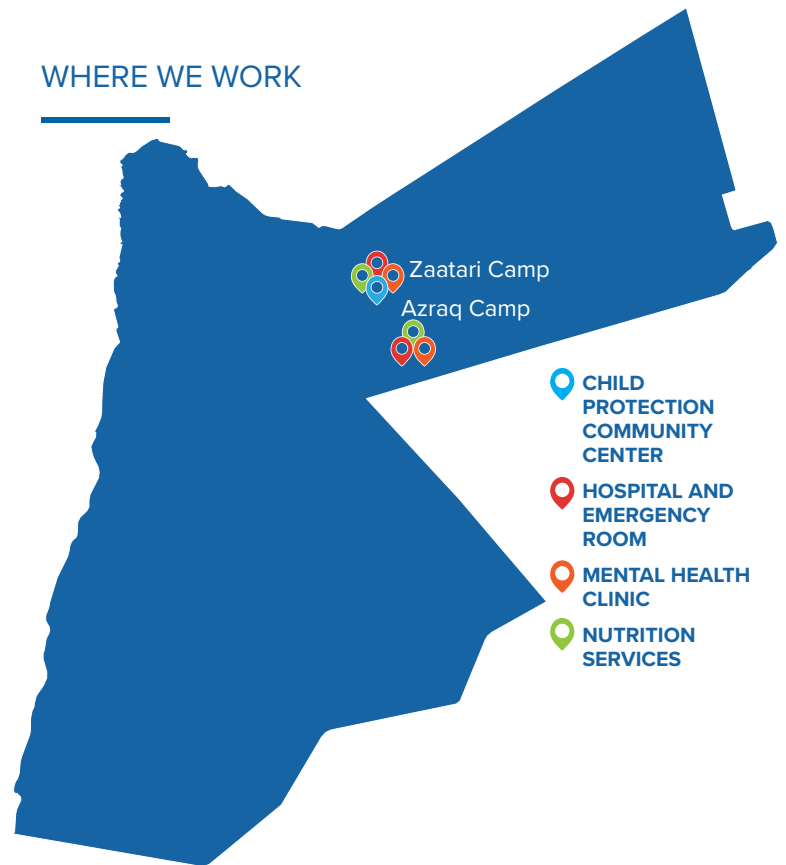 WHERE WE WORK
Zaatari Camp
Azraq Camp
CHILD
PROTECTION
COMMUNITY
CENTER
HOSPITAL AND
EMERGENCY
ROOM
MENTAL HEALTH
CLINIC
NUTRITION
SERVICES